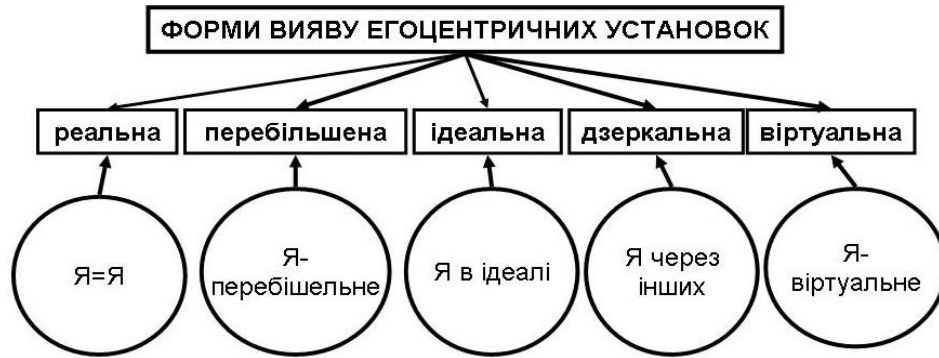 ФОРМИ ВИЯВУ ЕГОЦЕНТРИЧНИХ УСТАНОВОК
реальна
перебільшена
ідеальна
дзеркальна
віртуальна
Я=Я
Я-
перебішельне
Я в ідеалі
Я через
інших
Я-
віртуальне